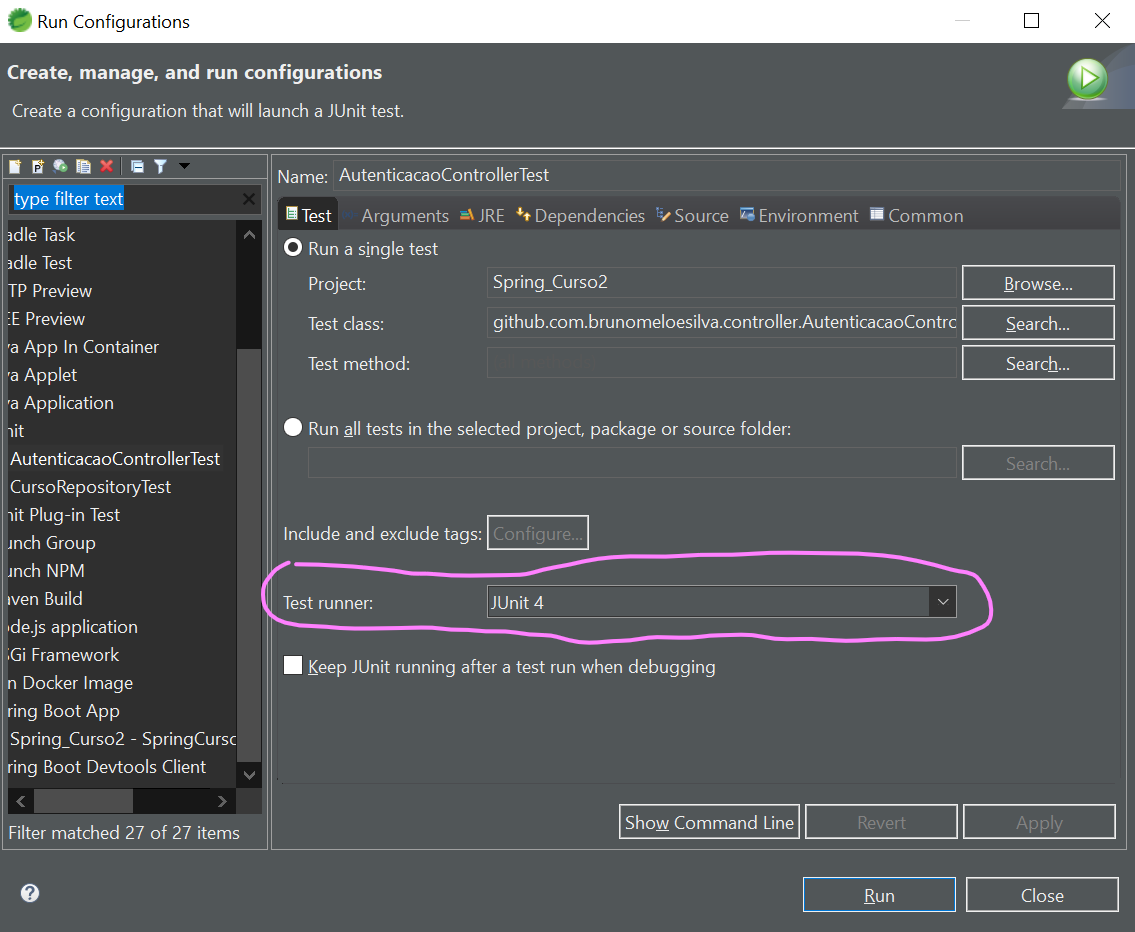 Run Configurations
Create, manage, and run configurations
Create a configuration that will launch a JUnit test.
type filter text
adle Task
adle Test
TP Preview
EE Preview
va App In Container
va Applet
va Application
nit
AutenticacaoControllerTest
CursoRepositoryTest
nit Plug-in Test
unch Group
unch NPM
aven Build
ode.js application
SGi Framework
n Docker Image
ring Boot App
Spring_Curso2 - SpringCurso
ring Boot Devtools Client
Filter matched 27 of 27 items
Name: AutenticacaoControllerTest
Test Arguments JRE Dependencies Source Environment Common
Run a single test
Project: Spring_Curso2 Browse...
Test class: github.com.brunomeloesilva.controller.AutenticacaoContro Search...
Test method: Search...
Run all tests in the selected project, package or source folder:
Search...
Include and exclude tags: Configure...
Test runner: JUnit 4
Keep JUnit running after a test run when debugging
Show Command Line Revert Apply
Run Close